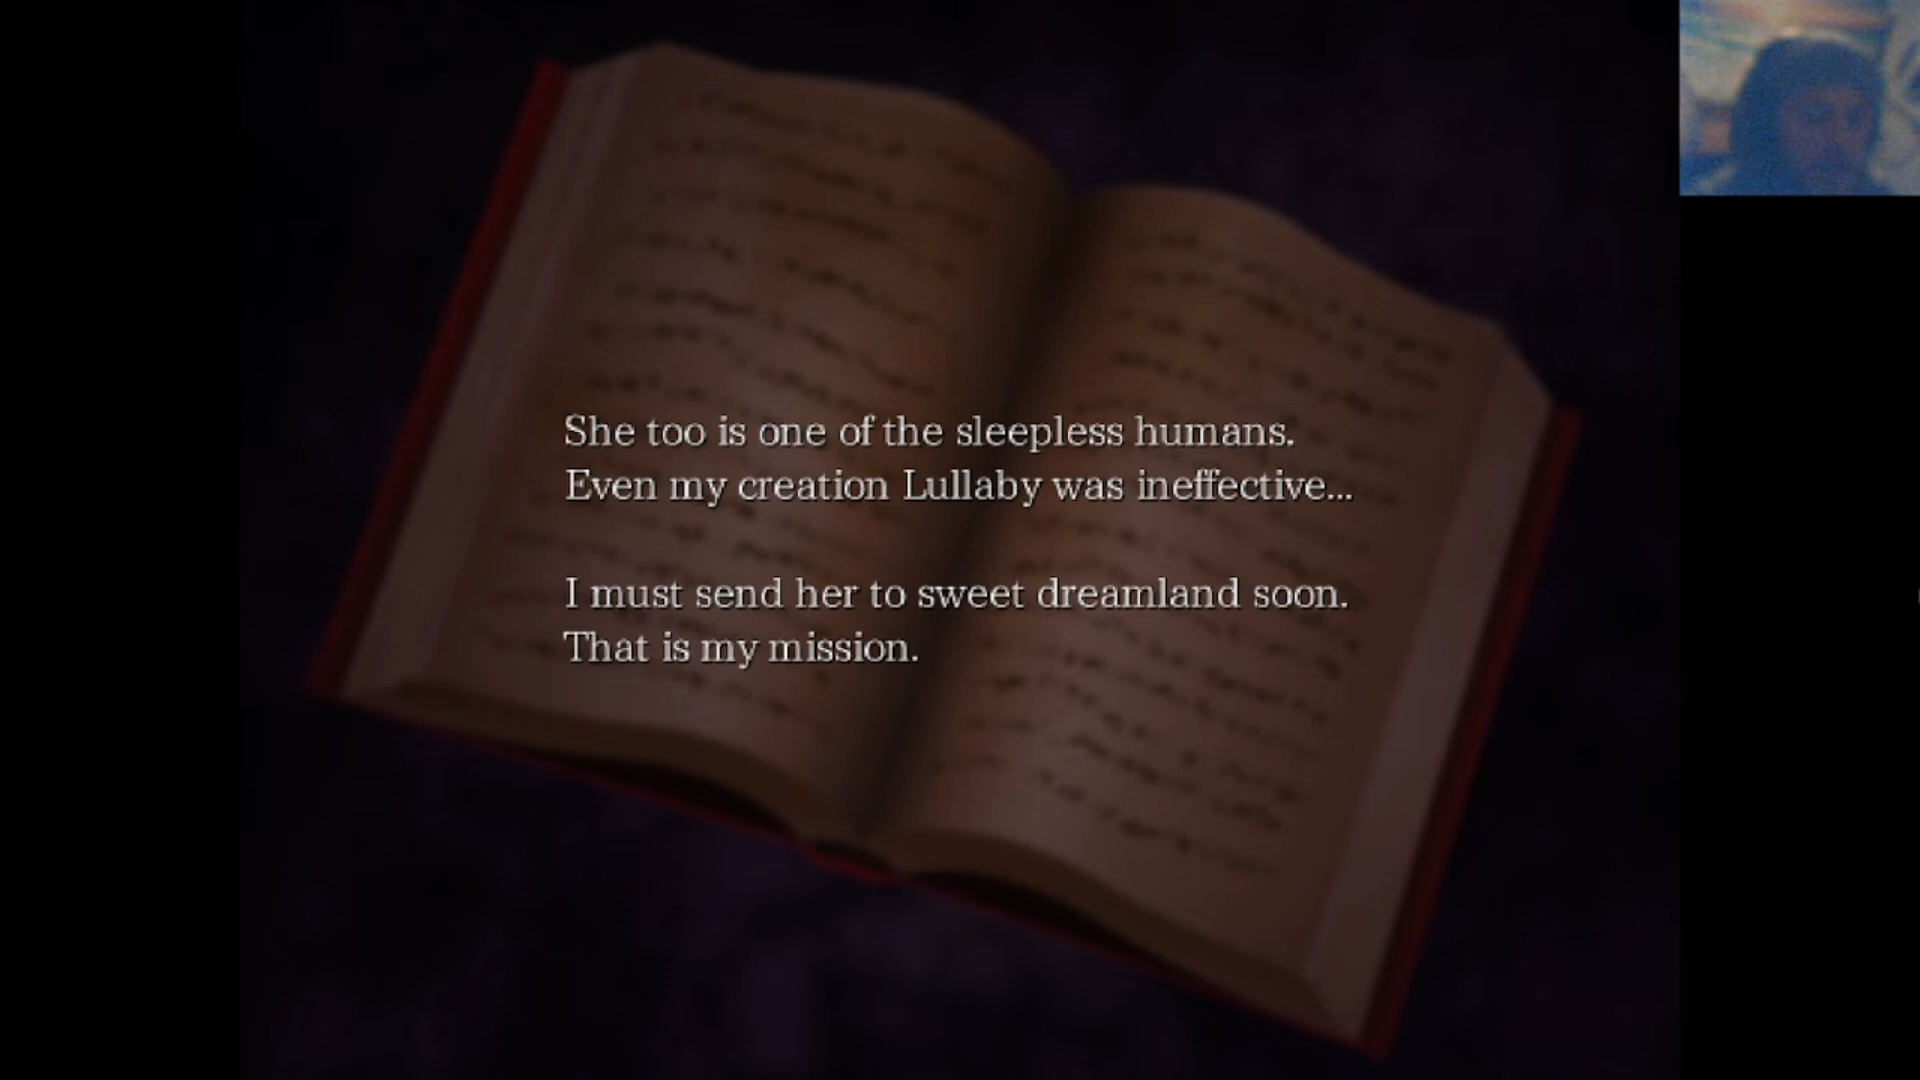 She too is one of the sleepless humans.
Even my creation Lullaby was ineffective...
I must send her to sweet dreamland soon.
That is my mission.